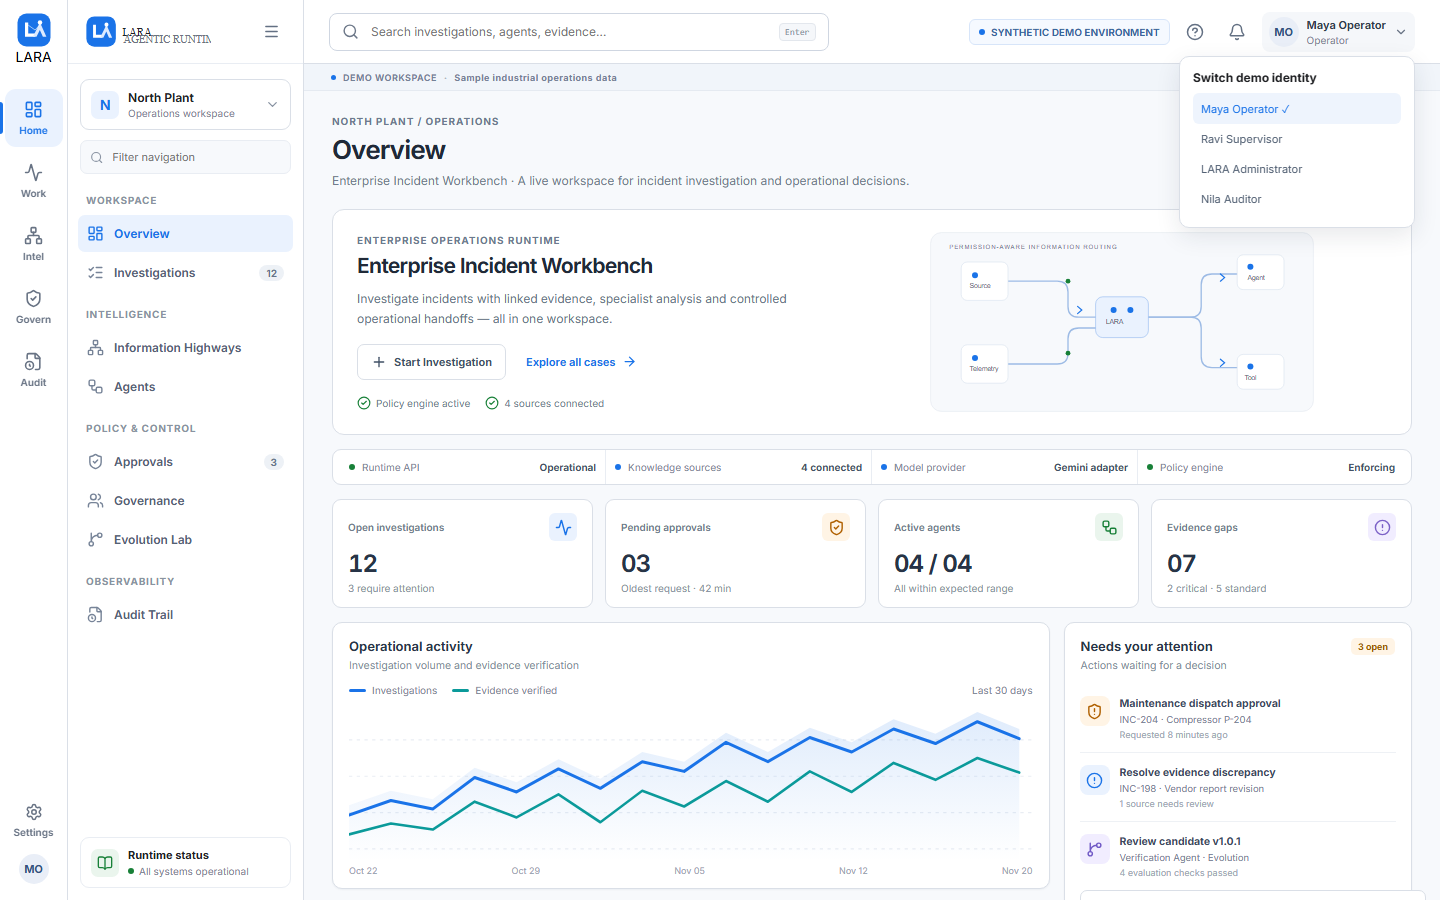 LARA
Home
Work
Intel
Govern
Audit
Settings
MO
LARA
AGENTIC RUNTIM
N
North Plant
Operations workspace
Filter navigation
WORKSPACE
Overview
Investigations 12
INTELLIGENCE
Information Highways
Agents
POLICY & CONTROL
Approvals 3
Governance
Evolution Lab
OBSERVABILITY
Audit Trail
Runtime status
All systems operational
Search investigations, agents, evidence...
Enter
SYNTHETIC DEMO ENVIRONMENT
MO
Maya Operator
Operator
DEMO WORKSPACE · Sample industrial operations data
Switch demo identity
Maya Operator ✓
Ravi Supervisor
LARA Administrator
Nila Auditor
NORTH PLANT / OPERATIONS
Overview
Enterprise Incident Workbench · A live workspace for incident investigation and operational decisions.
ENTERPRISE OPERATIONS RUNTIME
Enterprise Incident Workbench
Investigate incidents with linked evidence, specialist analysis and controlled
operational handoffs — all in one workspace.
Start Investigation
Explore all cases →
Policy engine active
4 sources connected
PERMISSION-AWARE INFORMATION ROUTING
Source
Telemetry
LARA
Agent
Tool
Runtime API Operational
Knowledge sources 4 connected
Model provider Gemini adapter
Policy engine Enforcing
Open investigations
12
3 require attention
Pending approvals
03
Oldest request · 42 min
Active agents
04 / 04
All within expected range
Evidence gaps
07
2 critical · 5 standard
Operational activity
Investigation volume and evidence verification
Investigations
Evidence verified
Last 30 days
Oct 22
Oct 29
Nov 05
Nov 12
Nov 20
Needs your attention
3 open
Actions waiting for a decision
Maintenance dispatch approval
INC-204 · Compressor P-204
Requested 8 minutes ago
Resolve evidence discrepancy
INC-198 · Vendor report revision
1 source needs review
Review candidate v1.0.1
Verification Agent · Evolution
4 evaluation checks passed